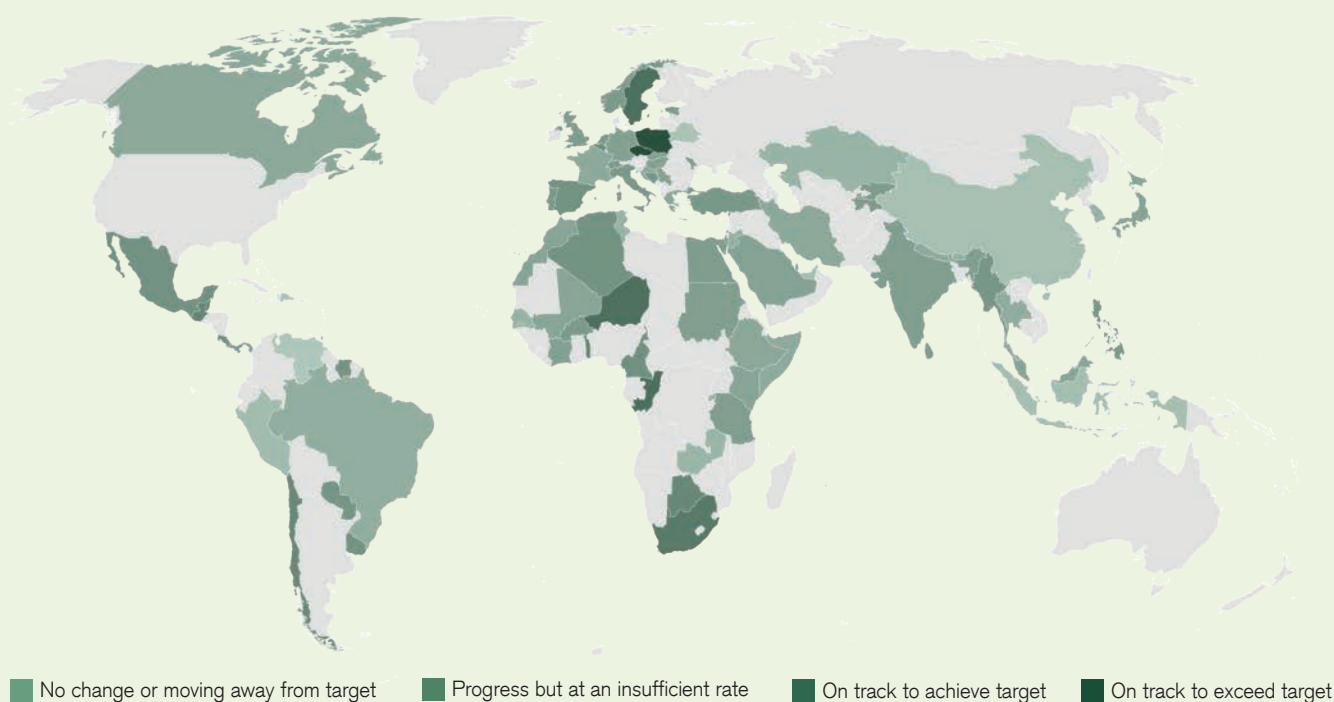 No change or moving away from target
Progress but at an insufficient rate
On track to achieve target
On track to exceed target